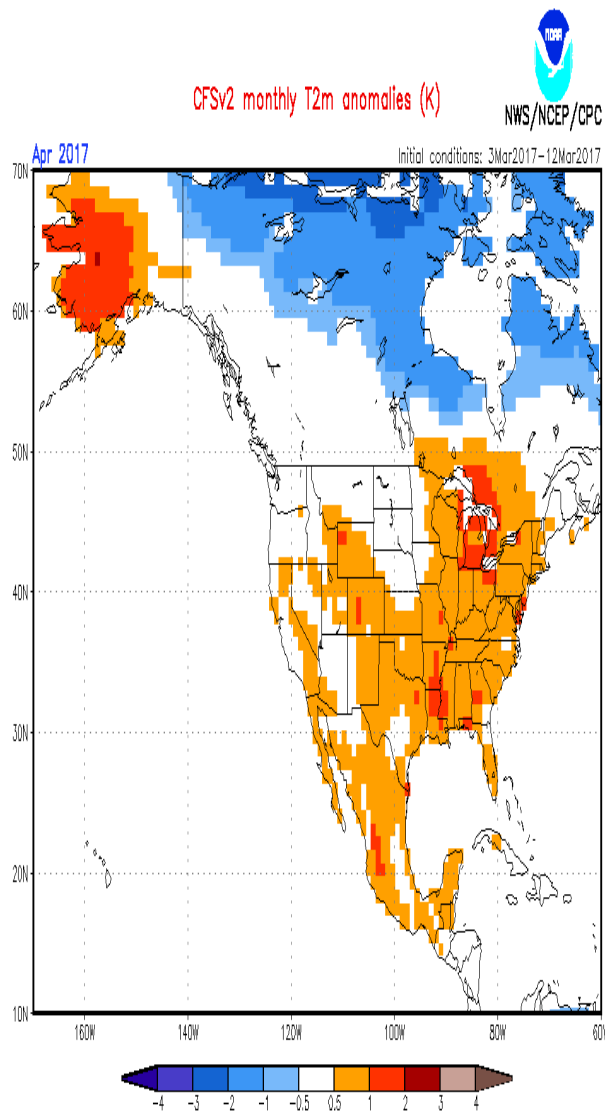 NOAA
CFSv2 monthly T2m anomalies (K)
NWS/NCEP/CPC
Apr 2017
Initial conditions: 3Mar2017-12Mar2017
70N
60N
50N
40N
30N
20N
10N
160W 140W 120W 100W 80W 60W
-4 -3 -2 -1 -0.5 0.5 1 2 3 4